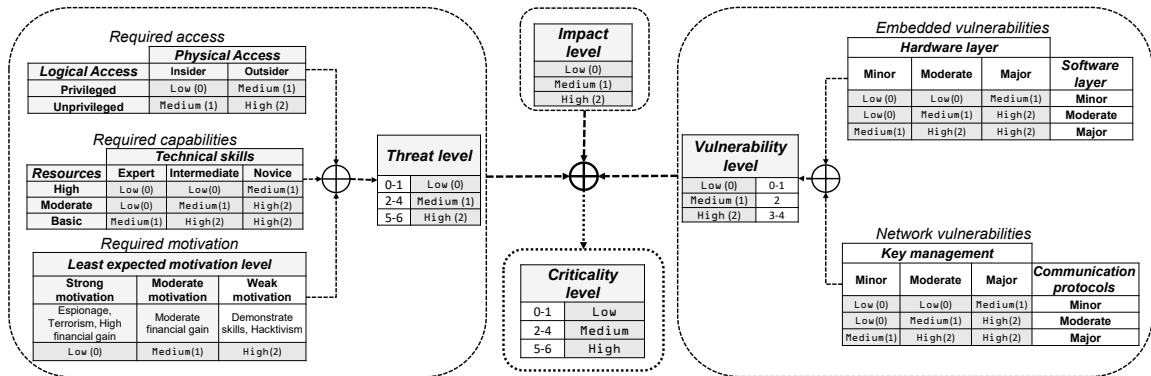 Required access
Physical Access
Logical Access Insider Outsider
Privileged Low (0) Medium (1)
Unprivileged Medium (1) High (2)
Required capabilities
Technical skills
Resources Expert Intermediate Novice
High Low (0) Low(0) Medium(1)
Moderate Low(0) Medium(1) High(2)
Basic Medium(1) High(2) High(2)
Required motivation
Least expected motivation level
Strong motivation Moderate motivation Weak motivation
Espionage, Terrorism, High financial gain Moderate financial gain Demonstrate skills, Hacktivism
Low (0) Medium(1) High(2)
Threat level
0-1 Low (0)
2-4 Medium (1)
5-6 High (2)
Impact level
Low (0)
Medium (1)
High (2)
Criticality level
0-1 Low
2-4 Medium
5-6 High
Vulnerability level
Low (0) 0-1
Medium (1) 2
High (2) 3-4
Embedded vulnerabilities
Hardware layer
Minor Moderate Major Software layer
Low (0) Low (0) Medium(1) Minor
Low(0) Medium(1) High(2) Moderate
Medium(1) High(2) High(2) Major
Network vulnerabilities
Key management
Minor Moderate Major Communication protocols
Low (0) Low (0) Medium(1) Minor
Low(0) Medium(1) High(2) Moderate
Medium(1) High(2) High(2) Major